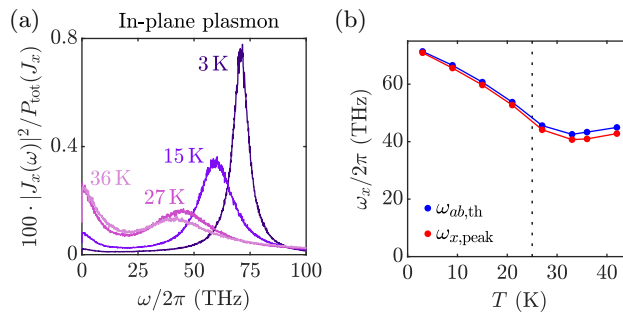 (a) In-plane plasmon
100 · |J_x(ω)|²/P_tot(J_x)
0.8
0.4
0
3 K
15 K
36 K
27 K
0 25 50 75 100
ω/2π (THz)
(b)
ω_x/2π
(THz)
60
40
20
0
ω_ab,th
ω_x,peak
0 10 20 30 40
T (K)